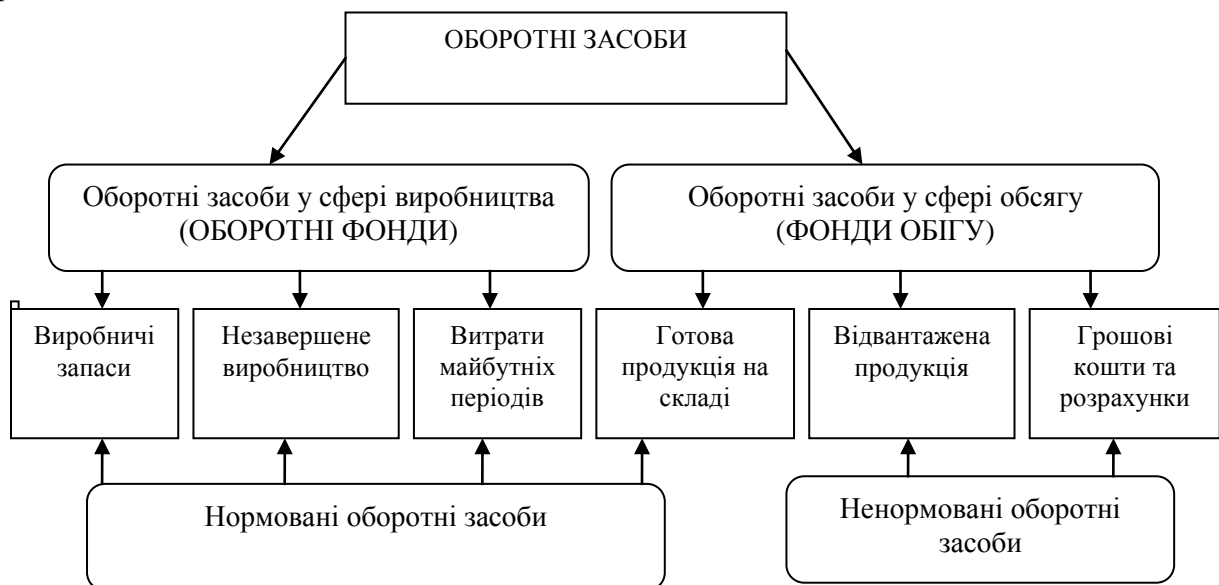 ОБОРОТНІ ЗАСОБИ
Оборотні засоби у сфері виробництва
(ОБОРОТНІ ФОНДИ)
Оборотні засоби у сфері обсягу
(ФОНДИ ОБІГУ)
Виробничі
запаси
Незавершене
виробництво
Витрати
майбутніх
періодів
Готова
продукція на
складі
Відвантажена
продукція
Грошові
кошти та
розрахунки
Нормовані оборотні засоби
Ненормовані оборотні
засоби